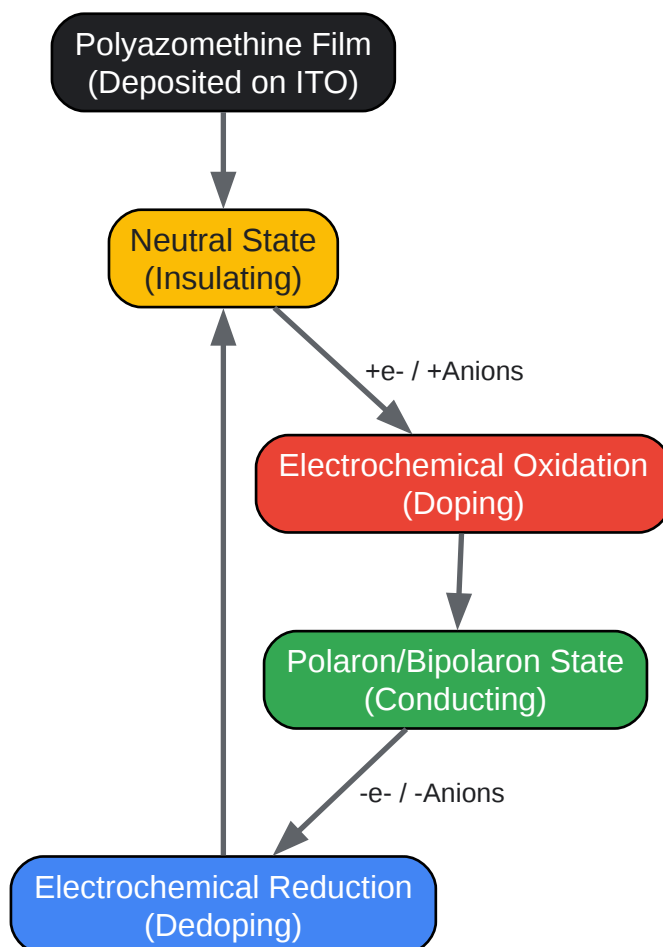 Polyazomethine Film
(Deposited on ITO)
Neutral State
(Insulating)
+e- / +Anions
Electrochemical Oxidation
(Doping)
Polaron/Bipolaron State
(Conducting)
-e- / -Anions
Electrochemical Reduction
(Dedoping)